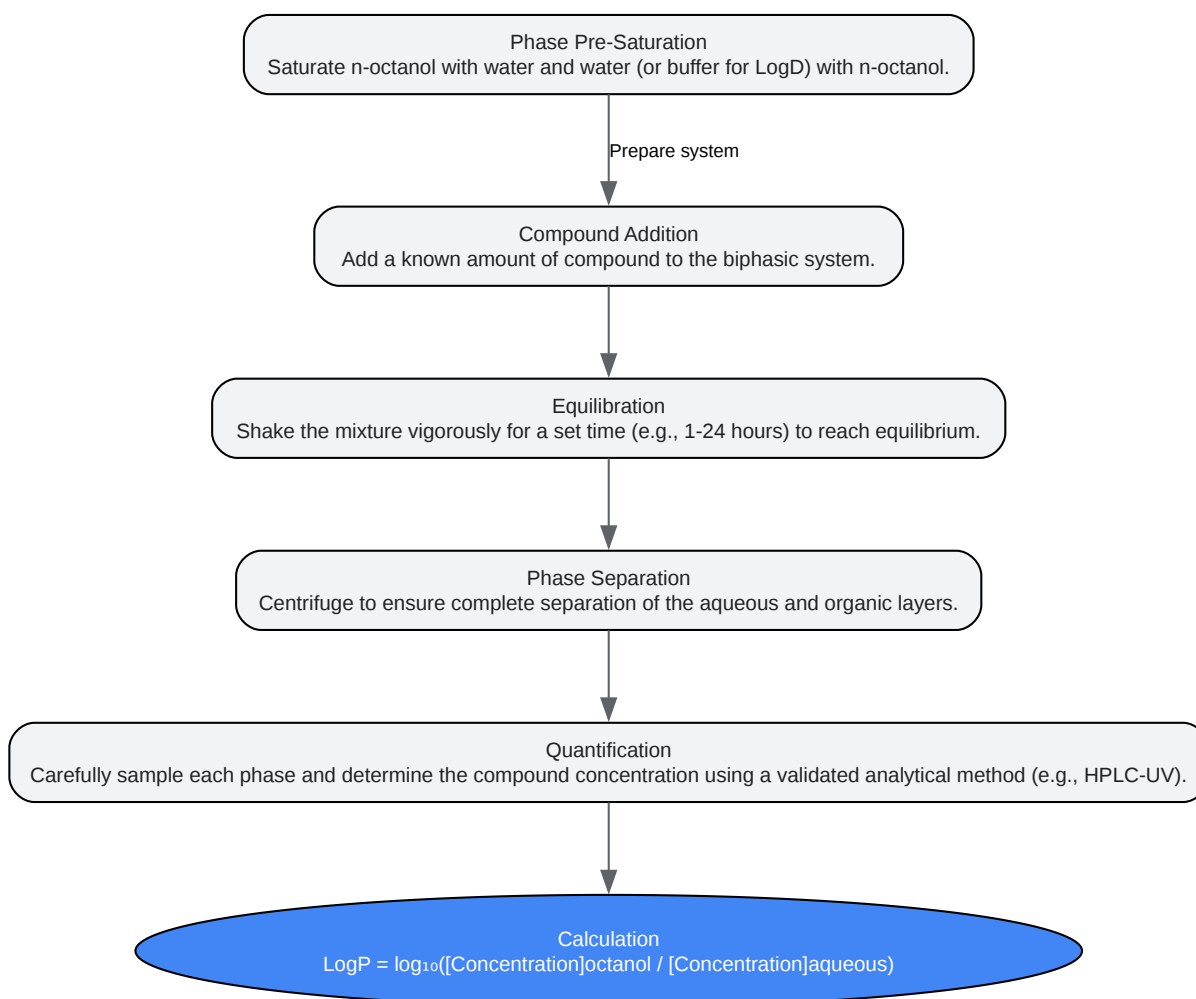 Phase Pre-Saturation
Saturate n-octanol with water and water (or buffer for LogD) with n-octanol.
Prepare system
Compound Addition
Add a known amount of compound to the biphasic system.
Equilibration
Shake the mixture vigorously for a set time (e.g., 1-24 hours) to reach equilibrium.
Phase Separation
Centrifuge to ensure complete separation of the aqueous and organic layers.
Quantification
Carefully sample each phase and determine the compound concentration using a validated analytical method (e.g., HPLC-UV).
Calculation
LogP = log₁₀([Concentration]octanol / [Concentration]aqueous)